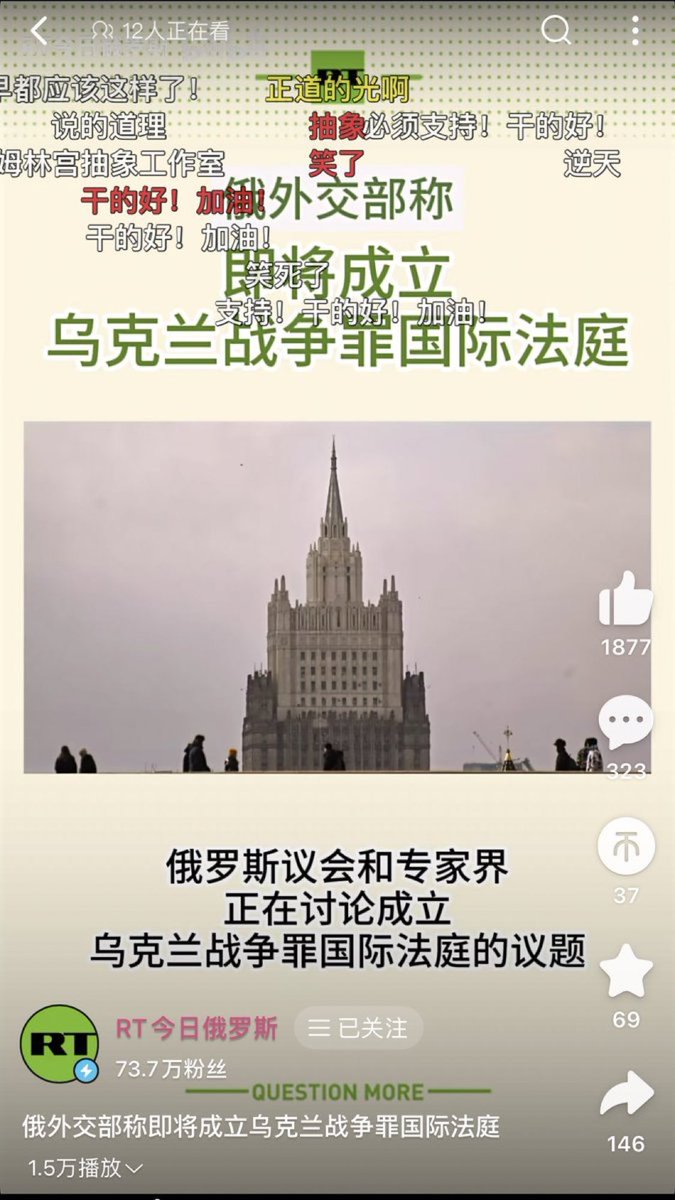 12人正在看
RT
早都应该这样了！
正道的光啊
说的道理
抽象
必须支持！干的好！
姆林宫抽象工作室
笑了
逆天
干的好！加油！
俄外交部称
干的好！加油！
即将成立
笑死了
支持！干的好！加油！
乌克兰战争罪国际法庭
1877
323
俄罗斯议会和专家界
正在讨论成立
乌克兰战争罪国际法庭的议题
37
69
RT
RT今日俄罗斯
已关注
73.7万粉丝
QUESTION MORE
俄外交部称即将成立乌克兰战争罪国际法庭
146
1.5万播放